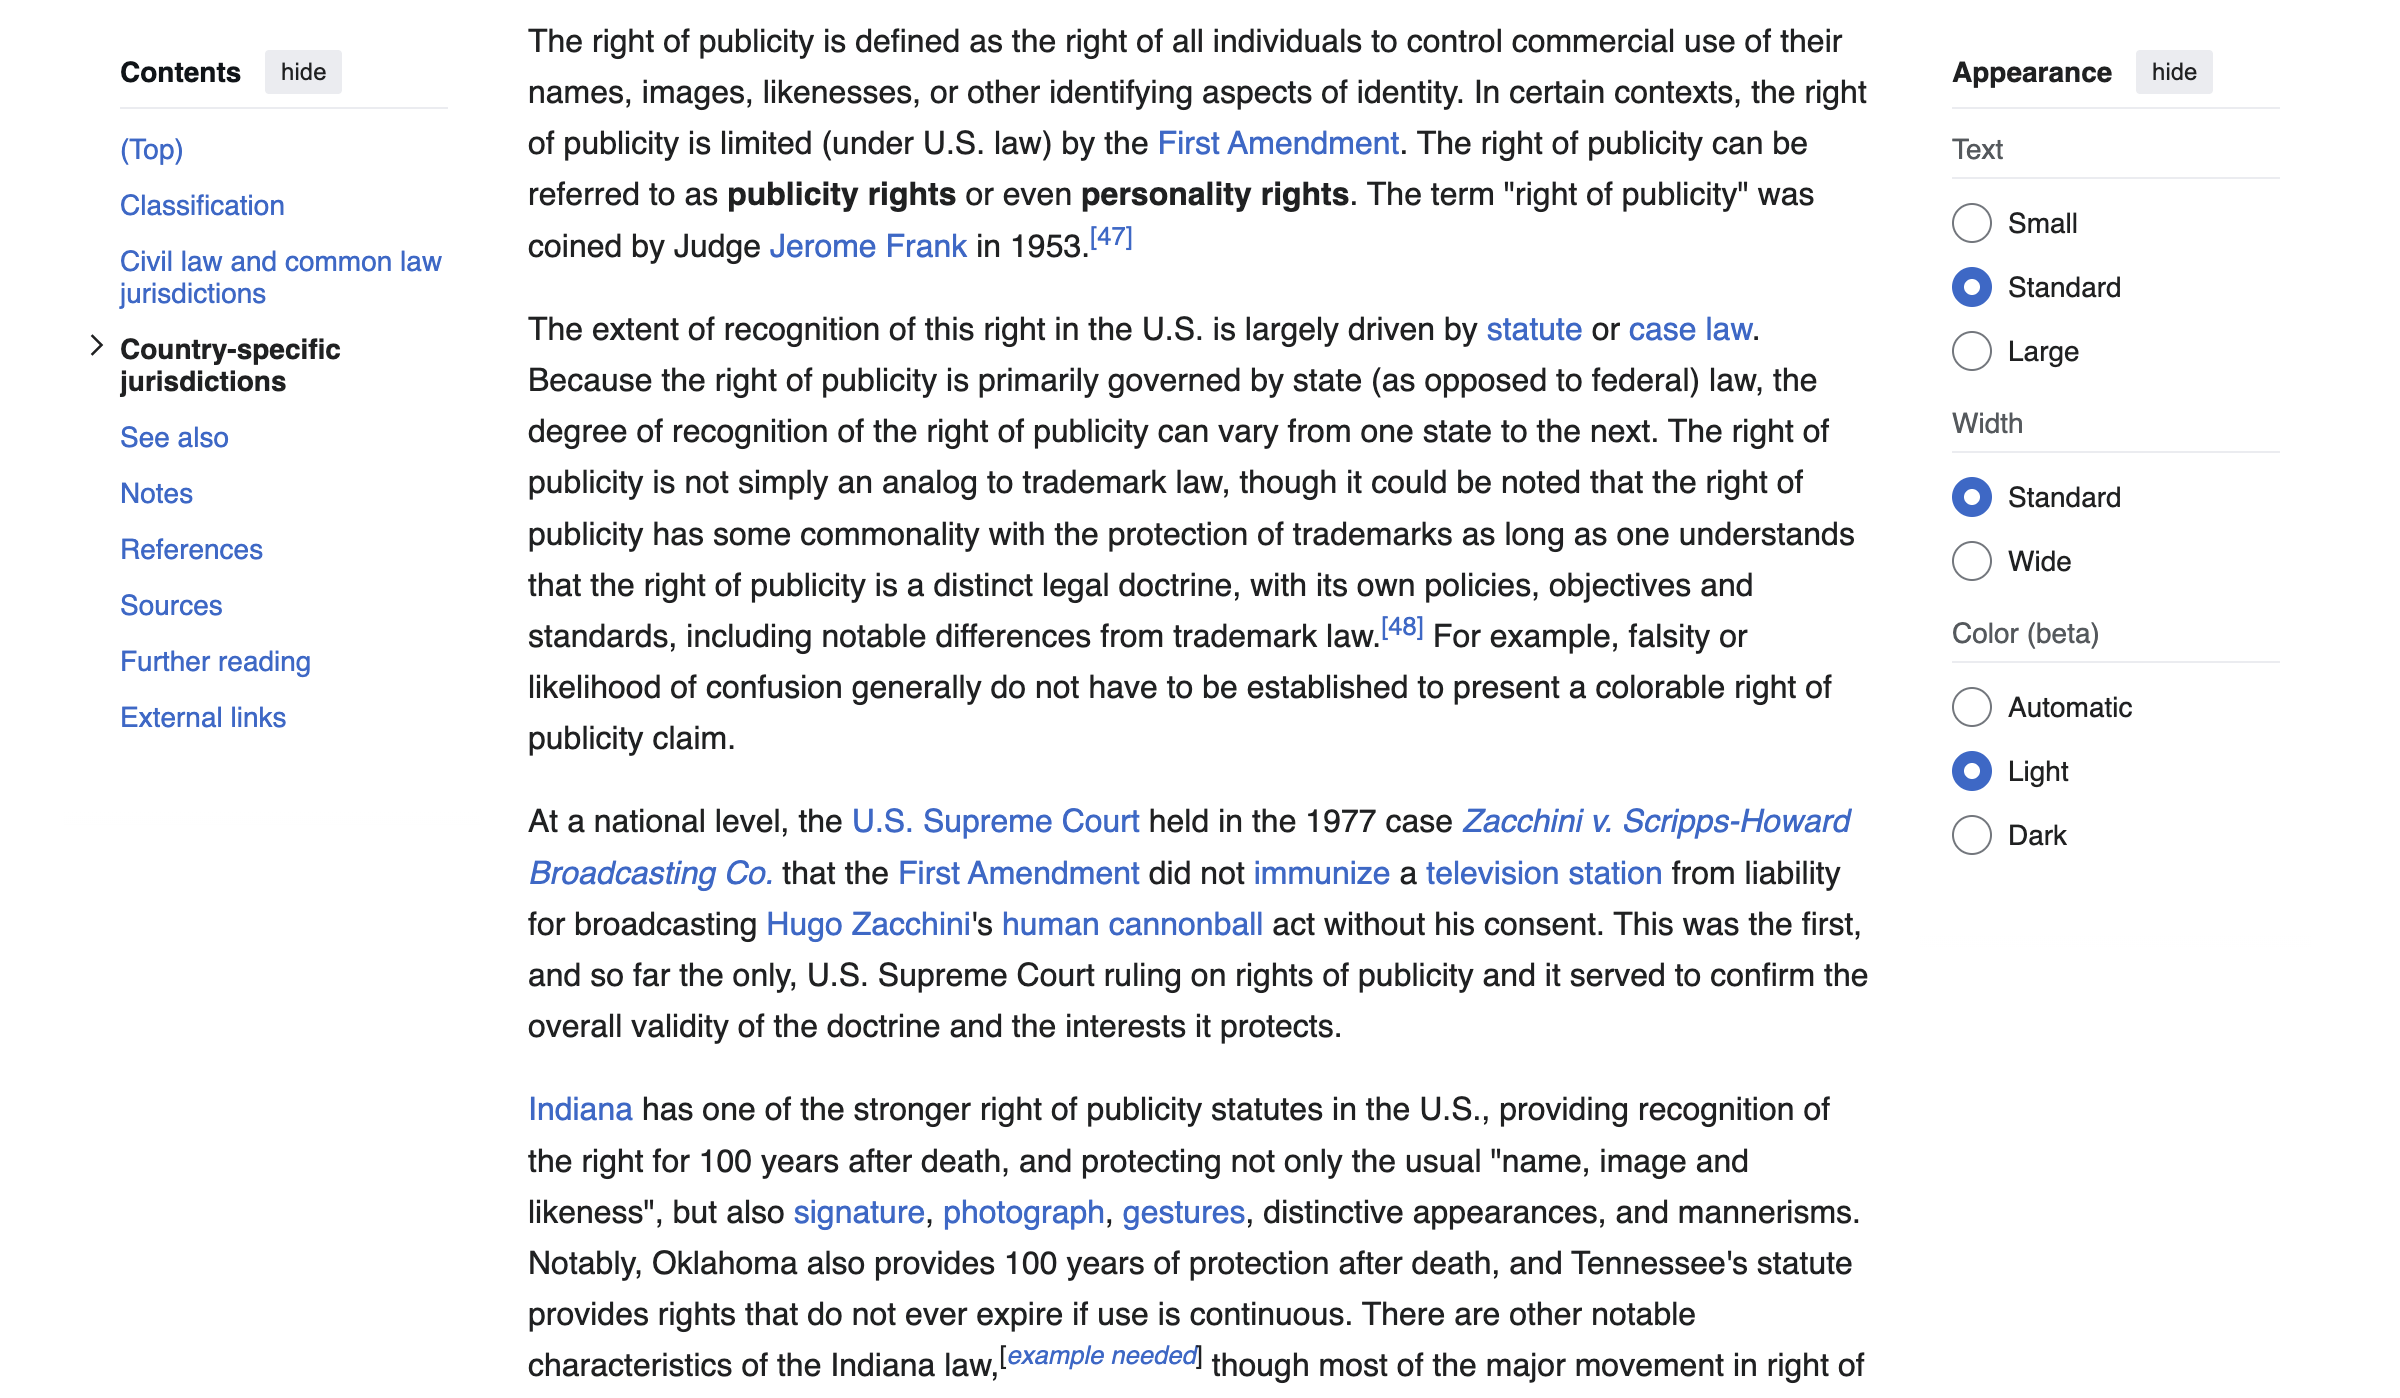 Contents hide
(Top)
Classification
Civil law and common law
jurisdictions
Country-specific
jurisdictions
See also
Notes
References
Sources
Further reading
External links
The right of publicity is defined as the right of all individuals to control commercial use of their
names, images, likenesses, or other identifying aspects of identity. In certain contexts, the right
of publicity is limited (under U.S. law) by the First Amendment. The right of publicity can be
referred to as publicity rights or even personality rights. The term "right of publicity" was
coined by Judge Jerome Frank in 1953.[47]
The extent of recognition of this right in the U.S. is largely driven by statute or case law.
Because the right of publicity is primarily governed by state (as opposed to federal) law, the
degree of recognition of the right of publicity can vary from one state to the next. The right of
publicity is not simply an analog to trademark law, though it could be noted that the right of
publicity has some commonality with the protection of trademarks as long as one understands
that the right of publicity is a distinct legal doctrine, with its own policies, objectives and
standards, including notable differences from trademark law.[48] For example, falsity or
likelihood of confusion generally do not have to be established to present a colorable right of
publicity claim.
At a national level, the U.S. Supreme Court held in the 1977 case Zacchini v. Scripps-Howard
Broadcasting Co. that the First Amendment did not immunize a television station from liability
for broadcasting Hugo Zacchini's human cannonball act without his consent. This was the first,
and so far the only, U.S. Supreme Court ruling on rights of publicity and it served to confirm the
overall validity of the doctrine and the interests it protects.
Indiana has one of the stronger right of publicity statutes in the U.S., providing recognition of
the right for 100 years after death, and protecting not only the usual "name, image and
likeness", but also signature, photograph, gestures, distinctive appearances, and mannerisms.
Notably, Oklahoma also provides 100 years of protection after death, and Tennessee's statute
provides rights that do not ever expire if use is continuous. There are other notable
characteristics of the Indiana law,[example needed] though most of the major movement in right of
Appearance hide
Text
Small
Standard
Large
Width
Standard
Wide
Color (beta)
Automatic
Light
Dark